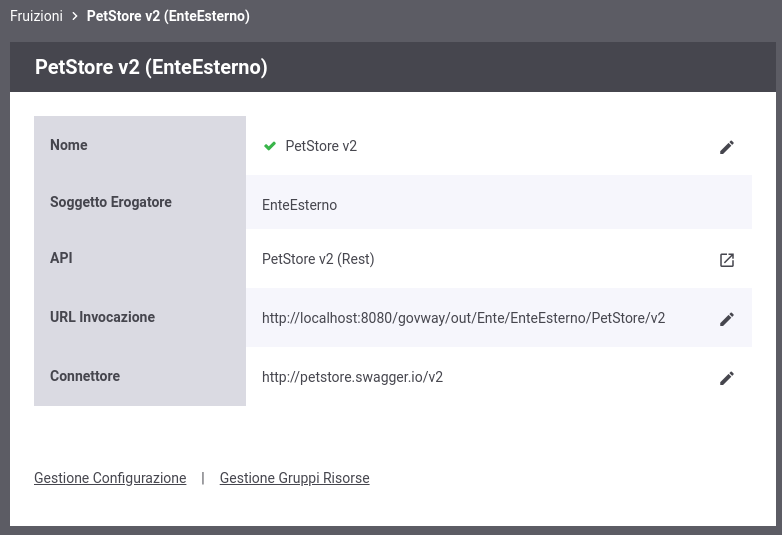 Fruizioni > PetStore v2 (EnteEsterno)
PetStore v2 (EnteEsterno)
Nome PetStore v2
Soggetto Erogatore EnteEsterno
API PetStore v2 (Rest)
URL Invocazione http://localhost:8080/govway/out/Ente/EnteEsterno/PetStore/v2
Connettore http://petstore.swagger.io/v2
Gestione Configurazione | Gestione Gruppi Risorse